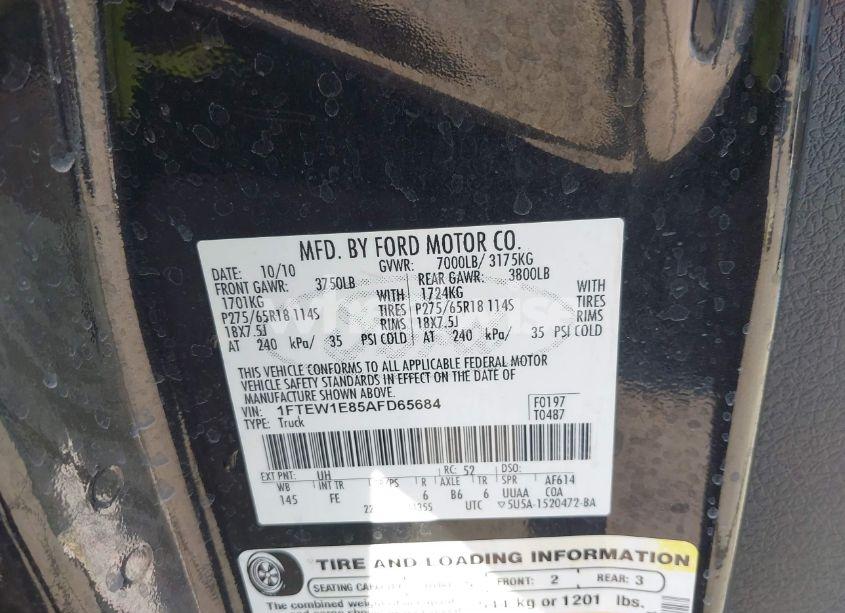 MFD. BY FORD MOTOR CO.
DATE: 10/10 GVWR: 7000LB/ 3175KG
FRONT GAWR: 3750LB REAR GAWR: 3800LB
1701KG WITH 1724KG WITH
P275/65R18 114S TIRES P275/65R18 114S TIRES
18X7.5J RIMS 18X7.5J RIMS
AT 240 kPa/ 35 PSI COLD AT 240 kPa/ 35 PSI COLD
THIS VEHICLE CONFORMS TO ALL APPLICABLE FEDERAL MOTOR
VEHICLE SAFETY STANDARDS IN EFFECT ON THE DATE OF
MANUFACTURE SHOWN ABOVE.
VIN: 1FTEW1E85AFD65684 F0197
TYPE: Truck T0487
EXT PNT: UH RC: 52 DSO:
WB INT TR R AXLE TR SPR AF614
145 FE 6 B6 6 UUAA COA
UTC ▽5U5A-1520472-BA
TIRE AND LOADING INFORMATION
SEATING FRONT: 2 REAR: 3
The combined kg or 1201 lbs.